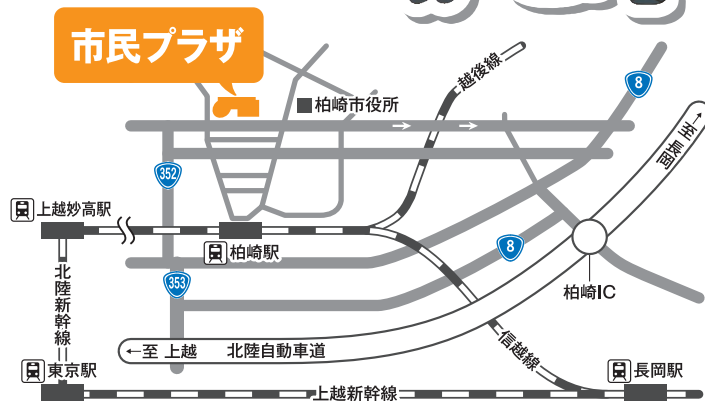 市民プラザ
柏崎市役所
越後線
8
至 長岡→
352
上越妙高駅
柏崎駅
8
353
北陸新幹線
柏崎IC
←至 上越 北陸自動車道
信越線
東京駅
長岡駅
上越新幹線